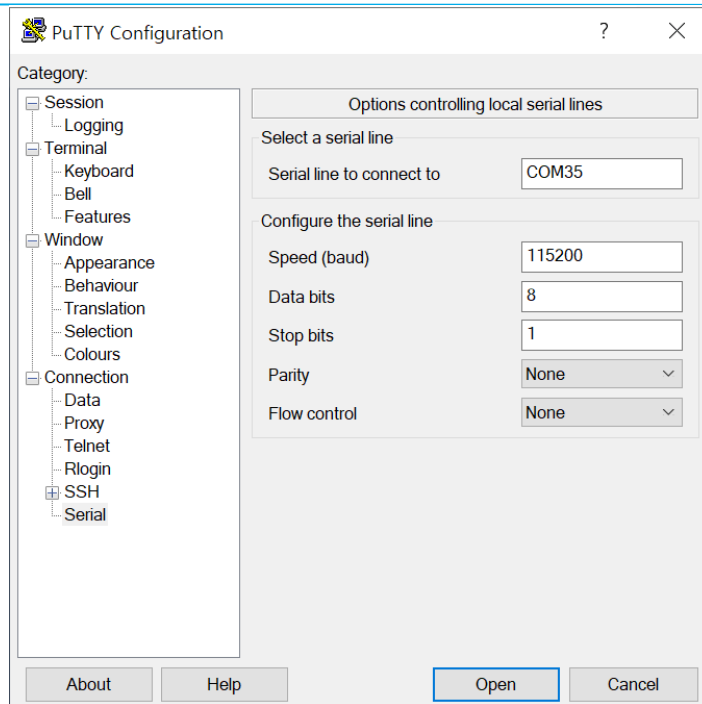 PuTTY Configuration
?
Category:
Session
Logging
Terminal
Keyboard
Bell
Features
Window
Appearance
Behaviour
Translation
Selection
Colours
Connection
Data
Proxy
Telnet
Rlogin
SSH
Serial
Options controlling local serial lines
Select a serial line
Serial line to connect to COM35
Configure the serial line
Speed (baud) 115200
Data bits 8
Stop bits 1
Parity None
Flow control None
About Help Open Cancel